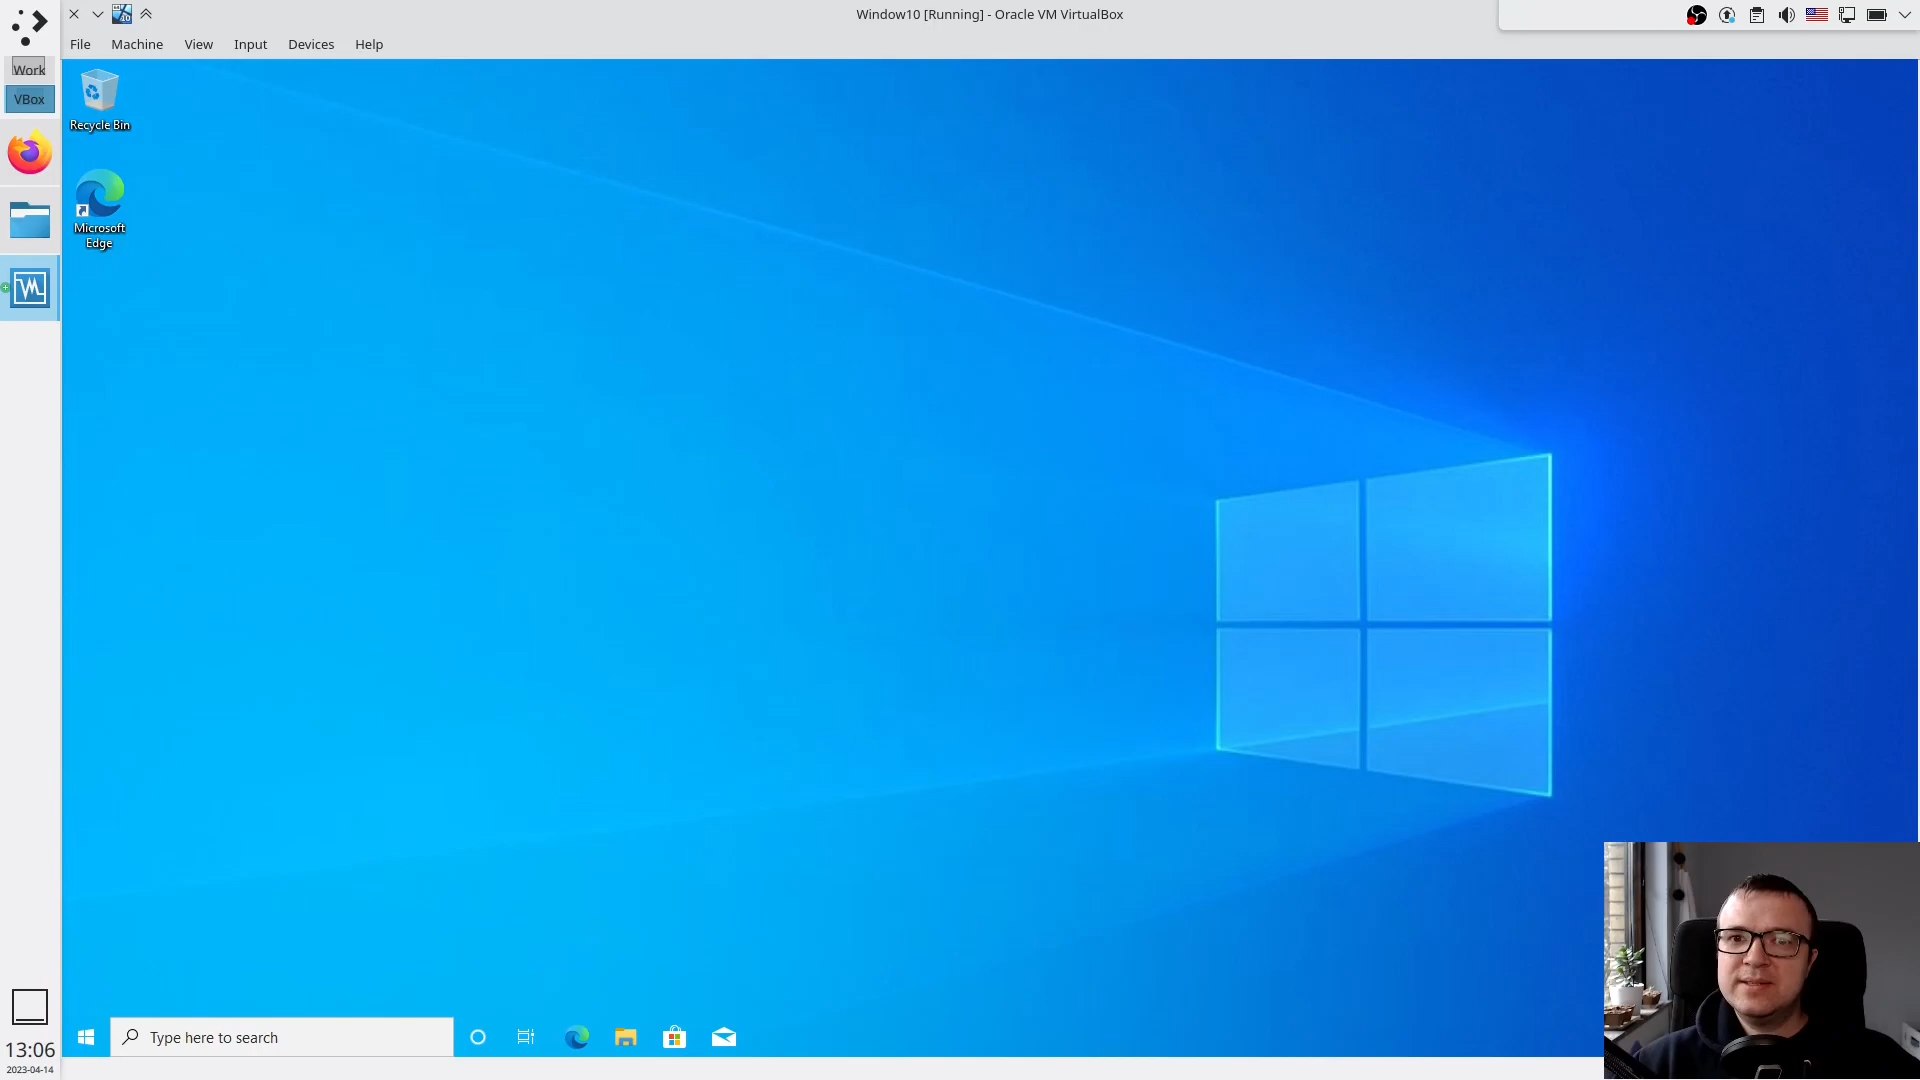 Window10 [Running] - Oracle VM VirtualBox
File Machine View Input Devices Help
Work
VBox
Recycle Bin
Microsoft
Edge
Type here to search
13:06
2023-04-14